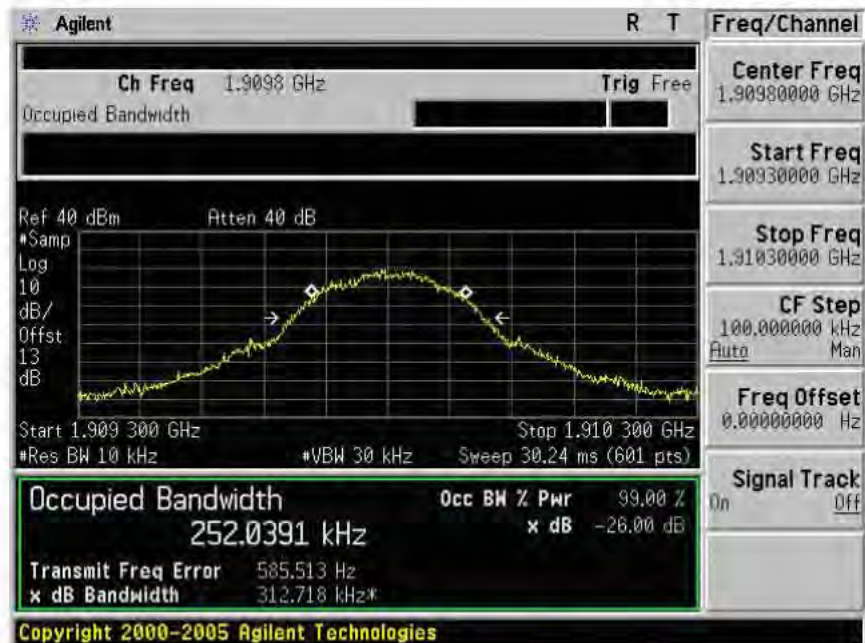 Agilent R T Freq/Channel
Ch Freq 1.9098 GHz Trig Free
Occupied Bandwidth
Center Freq
1.90980000 GHz
Start Freq
1.90930000 GHz
Stop Freq
1.91030000 GHz
CF Step
100.000000 kHz
Auto Man
Freq Offset
0.00000000 Hz
Signal Track
On Off
Ref 40 dBm Atten 40 dB
#Samp
Log
10
dB/
Offst
13
dB
Start 1.909 300 GHz Stop 1.910 300 GHz
#Res BW 10 kHz #VBW 30 kHz Sweep 30.24 ms (601 pts)
Occupied Bandwidth Occ BW % Pwr 99.00 %
252.0391 kHz x dB -26.00 dB
Transmit Freq Error 585.513 Hz
x dB Bandwidth 312.718 kHz*
Copyright 2000-2005 Agilent Technologies